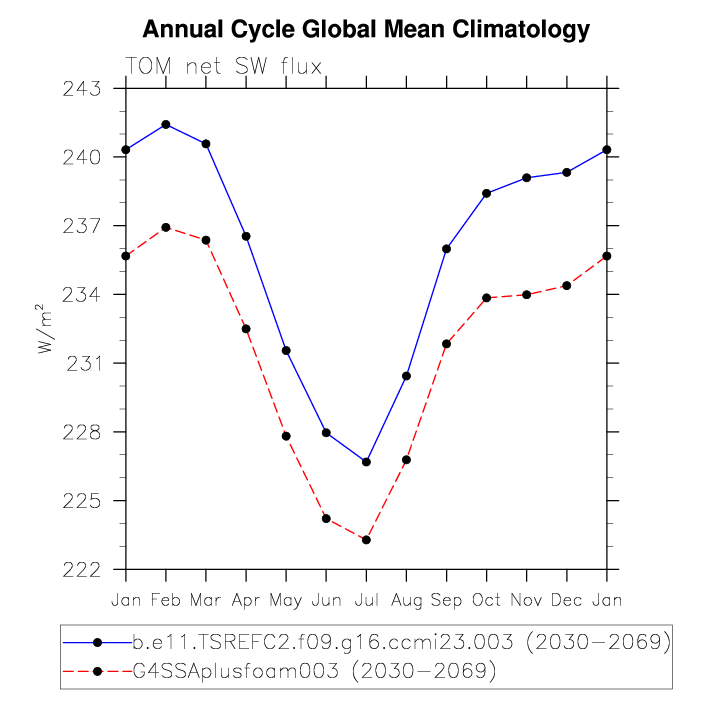 Annual Cycle Global Mean Climatology
TOM net SW flux
243
240
237
234
231
228
225
222
W/m²
Jan Feb Mar Apr May Jun Jul Aug Sep Oct Nov Dec Jan
b.e11.TSREFC2.f09.g16.ccmi23.003 (2030-2069)
G4SSAplusfoam003 (2030-2069)